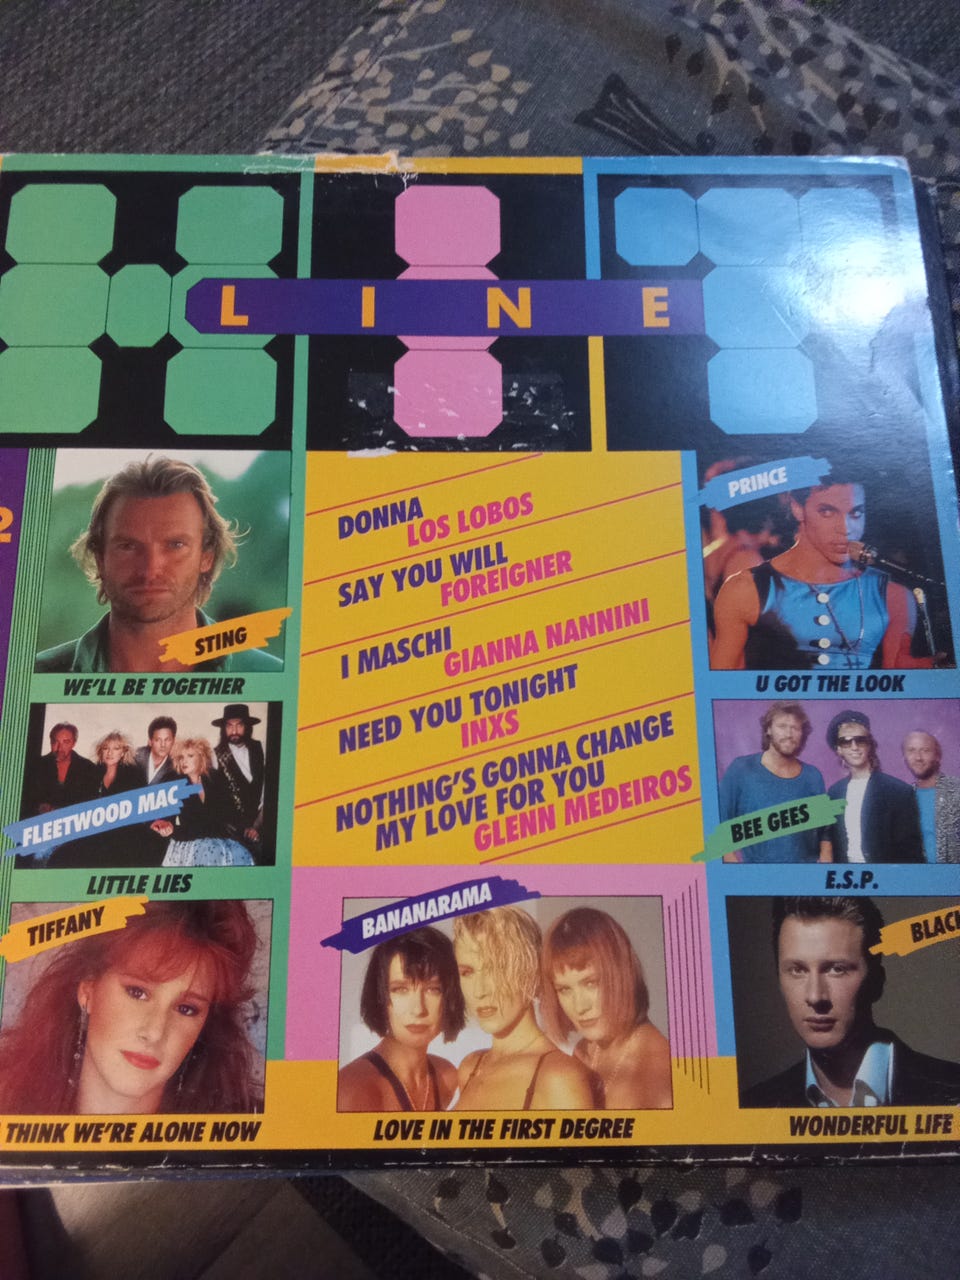 LINE
2
STING
WE'LL BE TOGETHER
FLEETWOOD MAC
LITTLE LIES
TIFFANY
THINK WE'RE ALONE NOW
DONNA
LOS LOBOS
SAY YOU WILL
FOREIGNER
I MASCHI
GIANNA NANNINI
NEED YOU TONIGHT
INXS
NOTHING'S GONNA CHANGE
MY LOVE FOR YOU
GLENN MEDEIROS
BANANARAMA
LOVE IN THE FIRST DEGREE
PRINCE
U GOT THE LOOK
BEE GEES
E.S.P.
BLACK
WONDERFUL LIFE